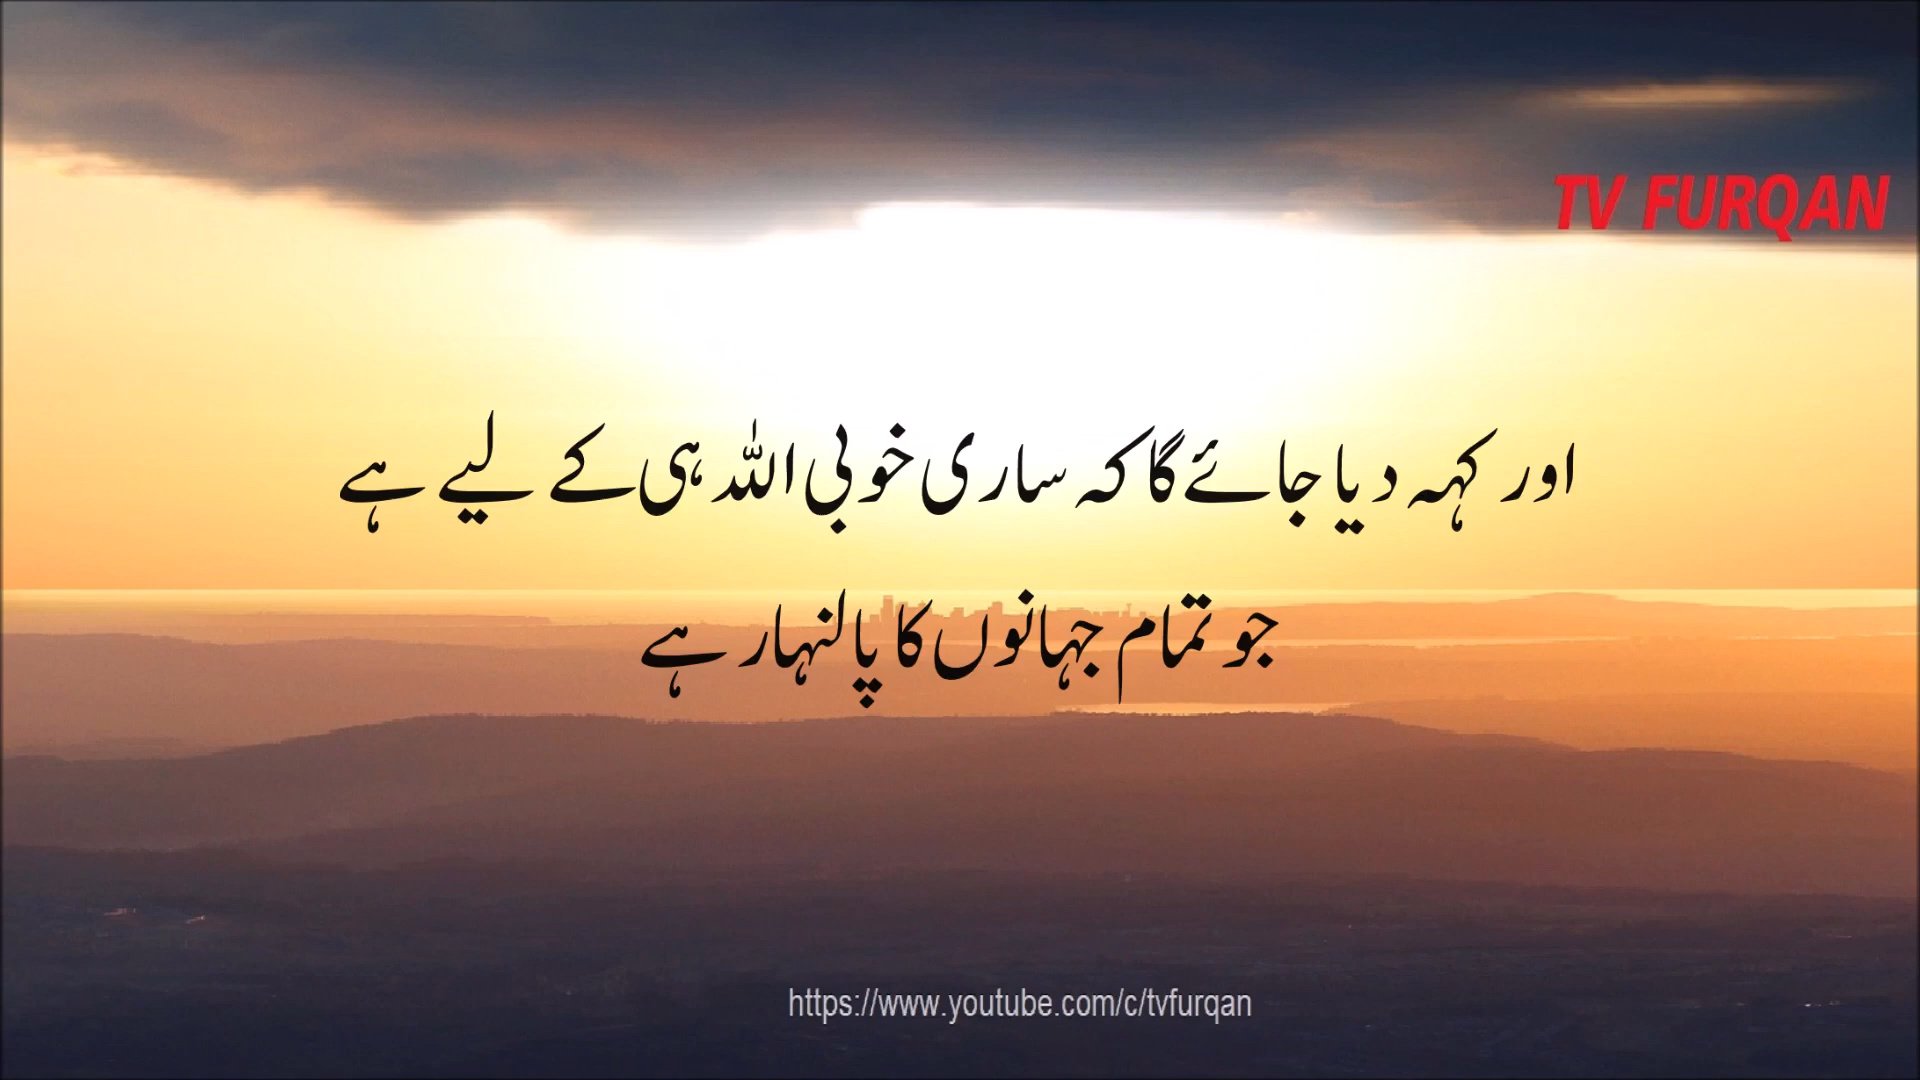 TV FURQAN
اور کہہ دیا جائے گا کہ ساری خوبی اللہ ہی کے لیے ہے
جو تمام جہانوں کا پالنہار ہے
https://www.youtube.com/c/tvfurqan